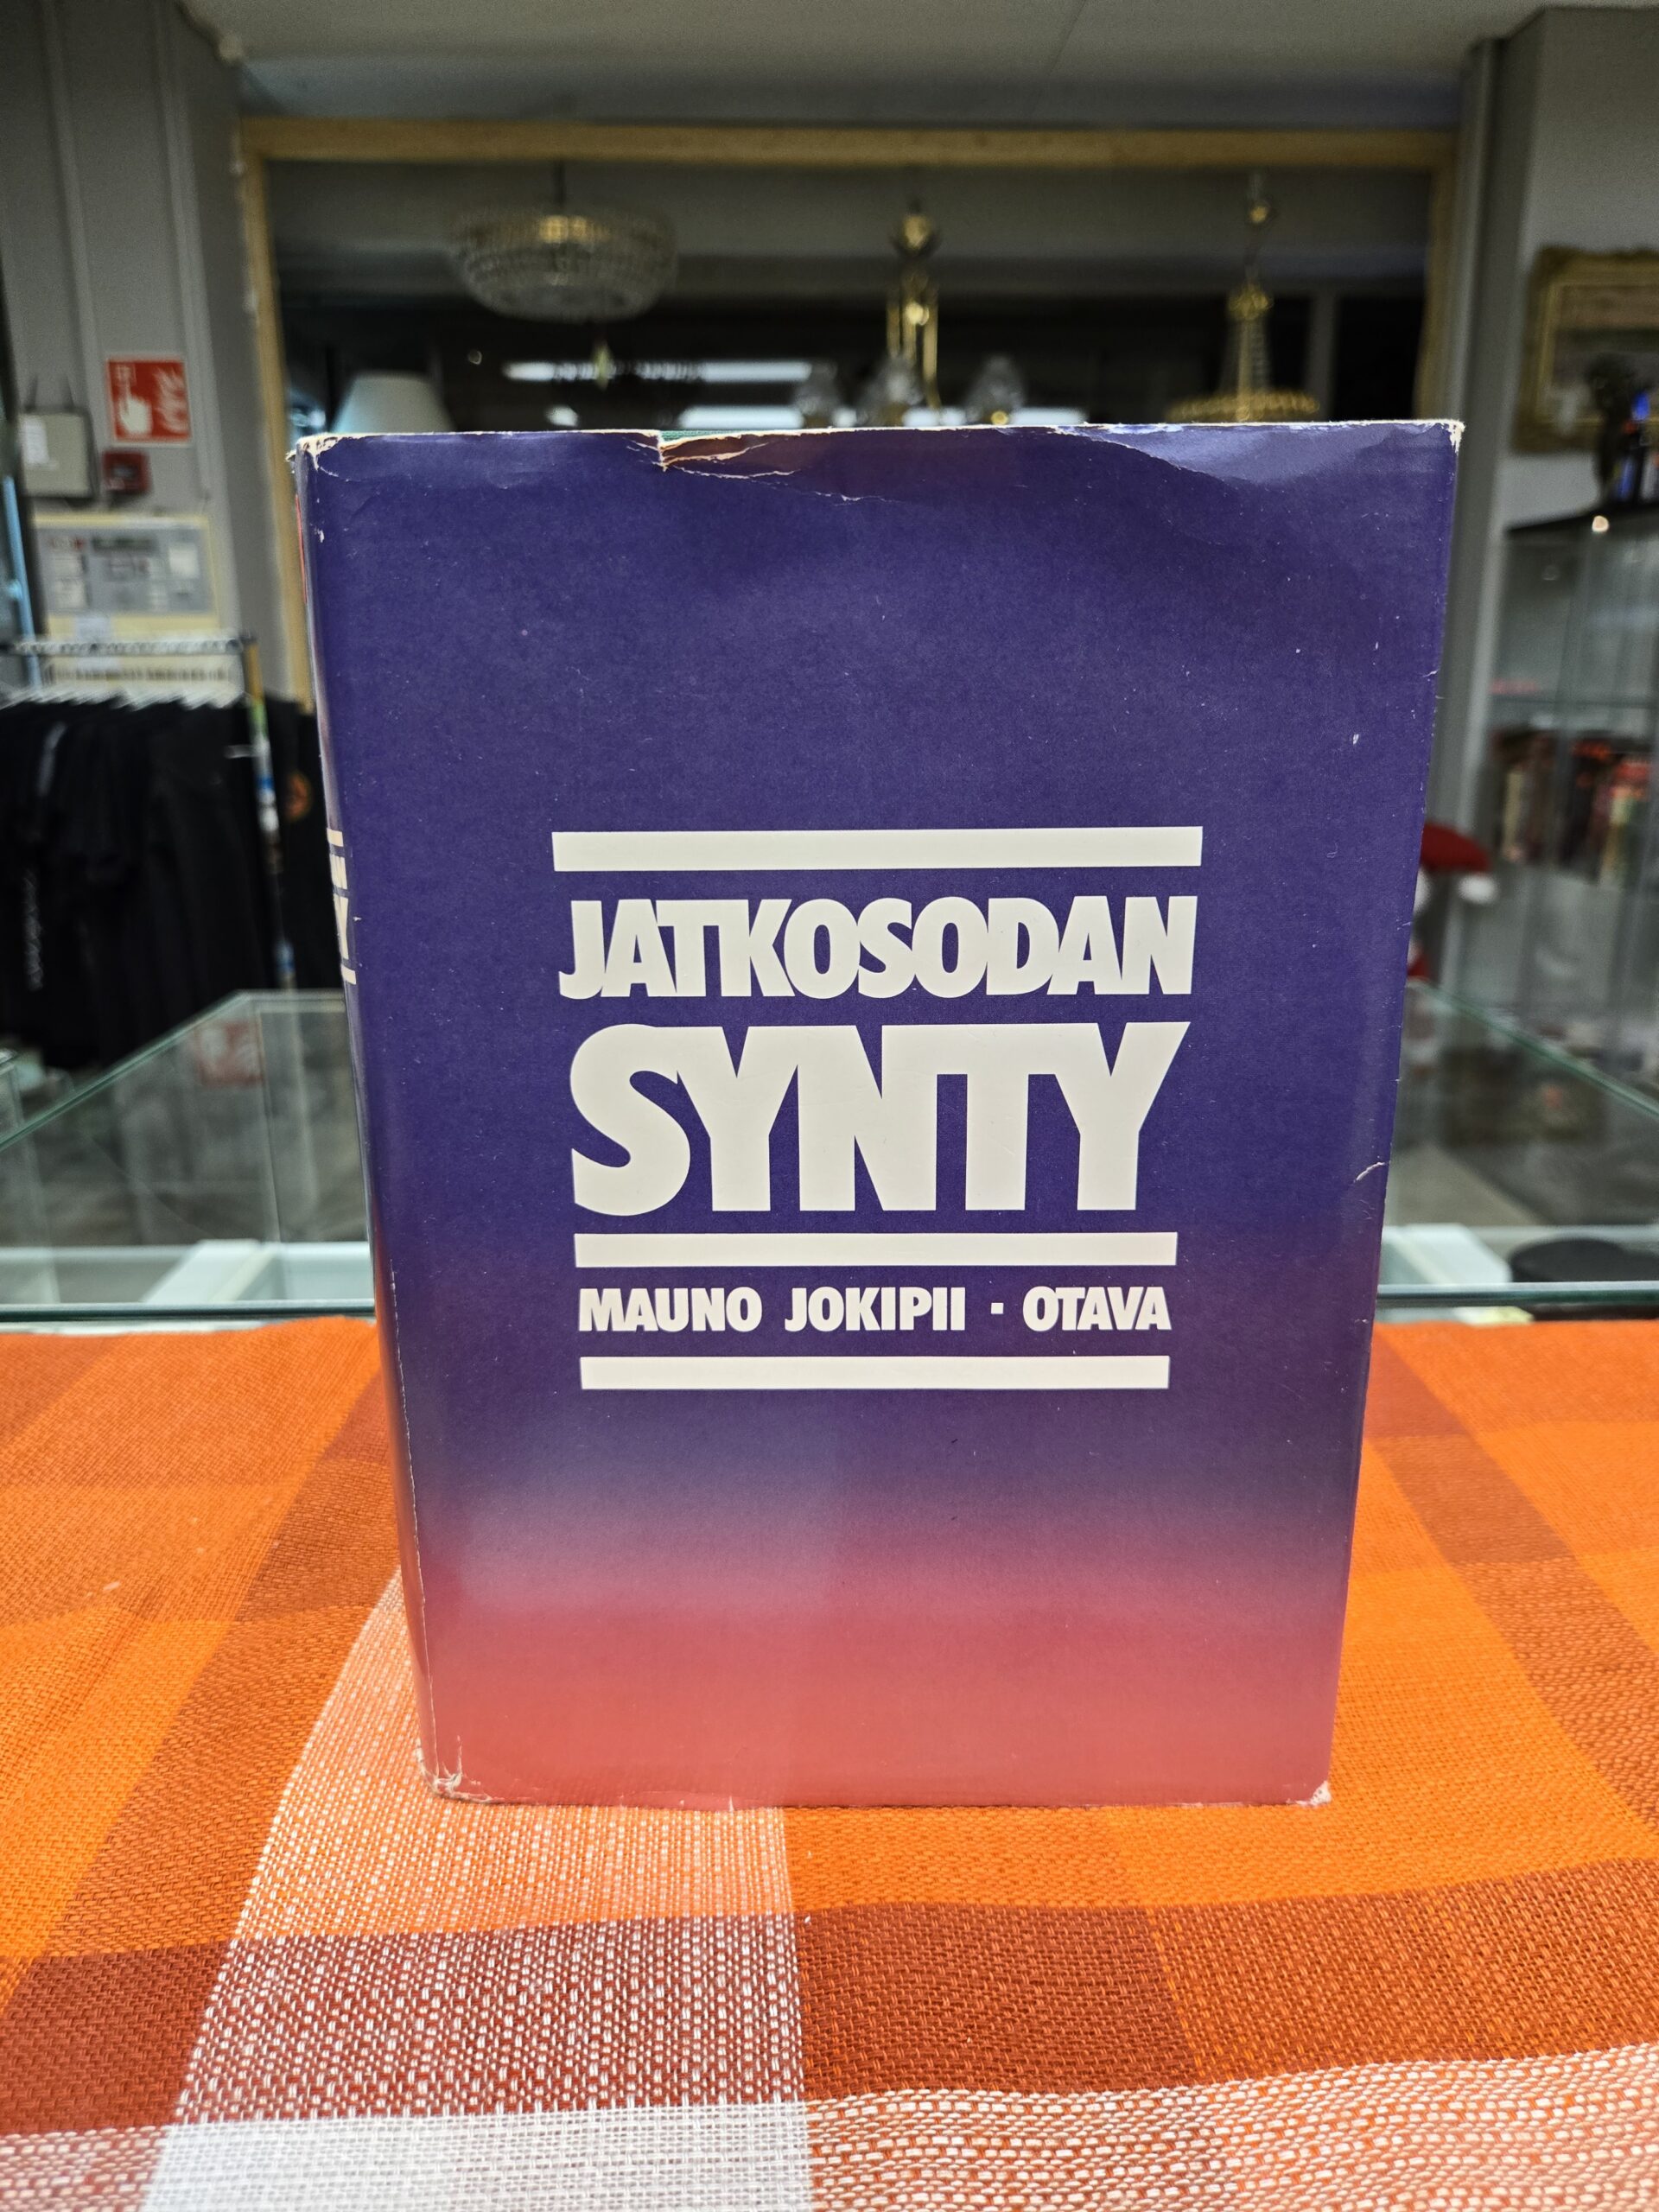 JATKOSODAN
SYNTY
MAUNO JOKIPII · OTAVA